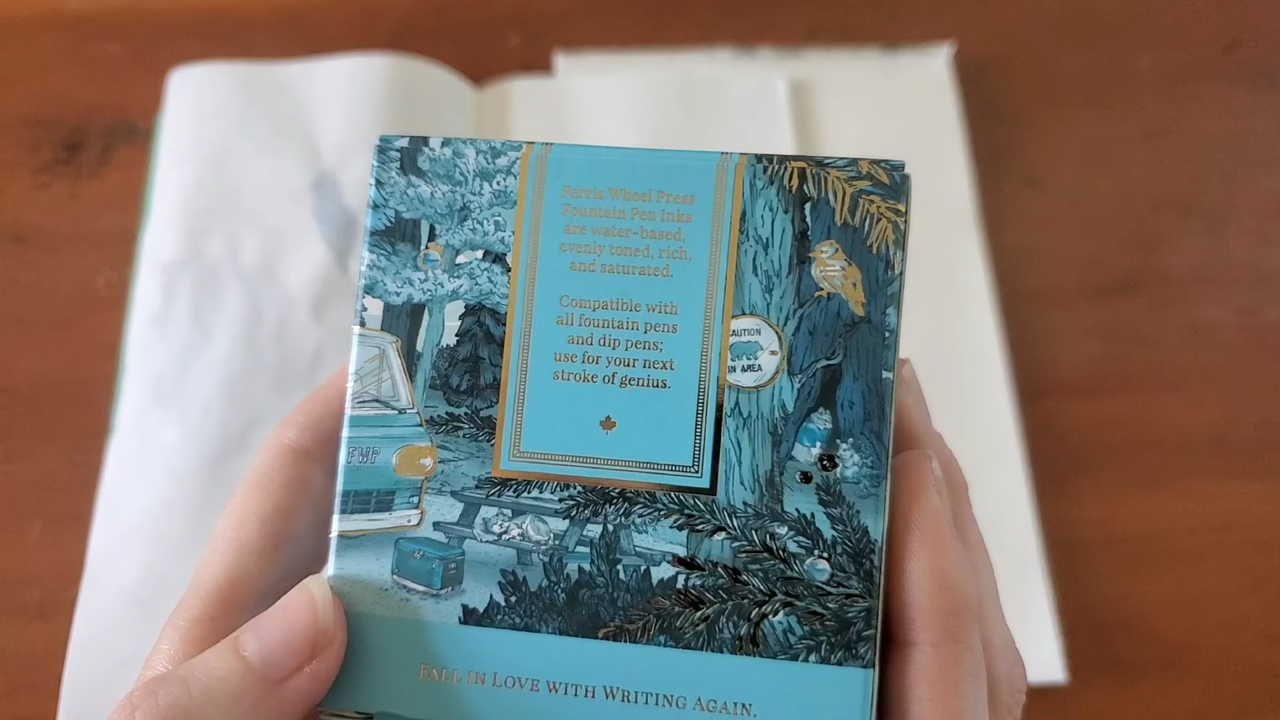 Ferris Wheel Press
Fountain Pen Inks
are water-based,
evenly toned, rich,
and saturated.
Compatible with
all fountain pens
and dip pens;
use for your next
stroke of genius.
CAUTION
IN AREA
FWP
FALL IN LOVE WITH WRITING AGAIN.